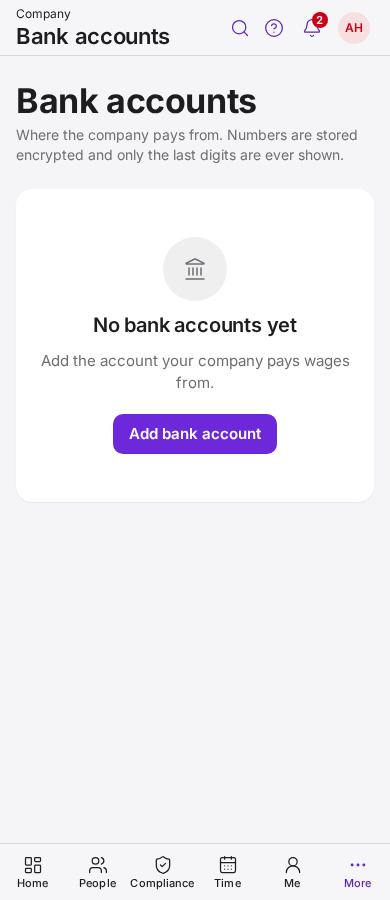 Company
Bank accounts
2
AH
Bank accounts
Where the company pays from. Numbers are stored
encrypted and only the last digits are ever shown.
No bank accounts yet
Add the account your company pays wages
from.
Add bank account
Home
People
Compliance
Time
Me
More